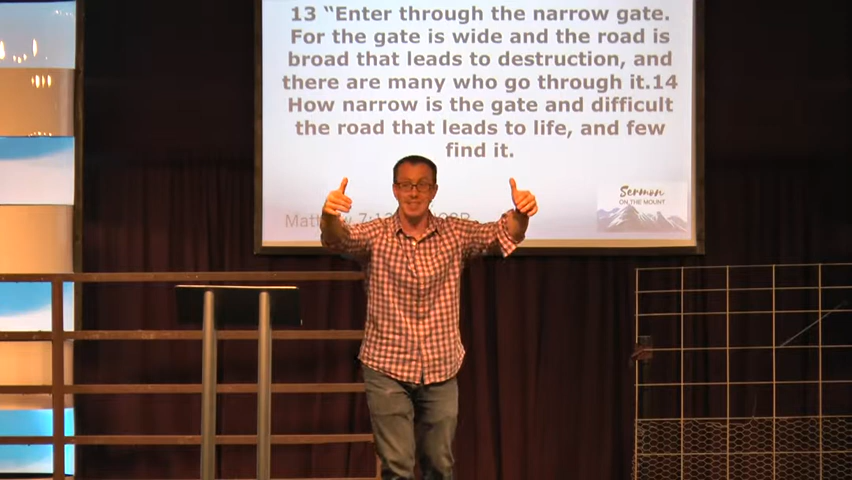 13 “Enter through the narrow gate.
For the gate is wide and the road is
broad that leads to destruction, and
there are many who go through it.14
How narrow is the gate and difficult
the road that leads to life, and few
find it.
Sermon
ON THE MOUNT